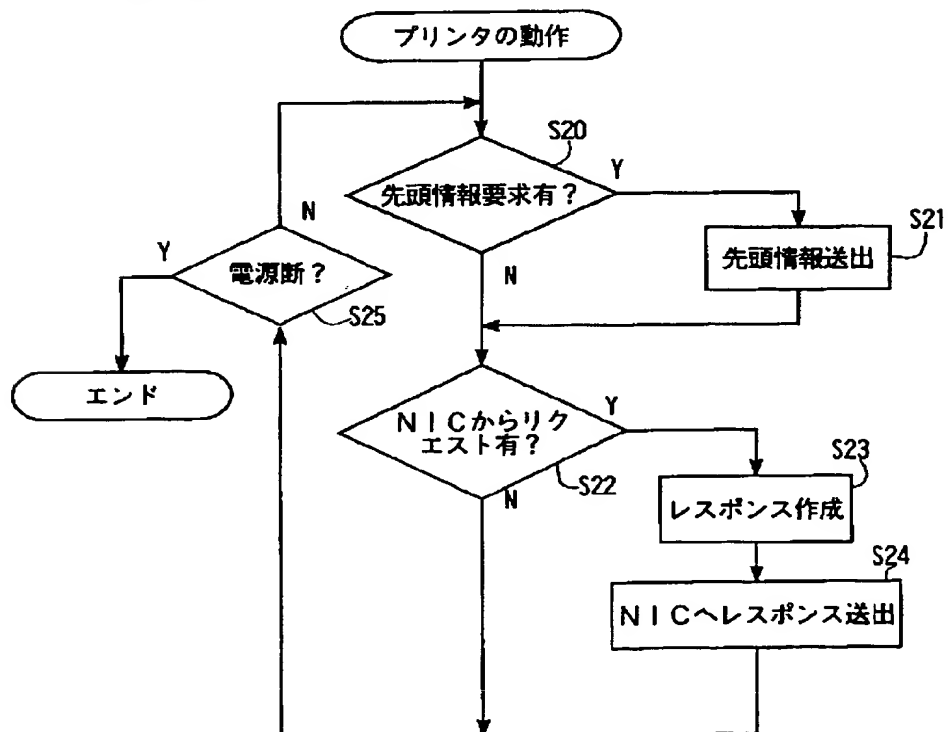 プリンタの動作
S20
先頭情報要求有？
Y
N
S21
先頭情報送出
N
Y
電源断？
S25
エンド
NICからリク
エスト有？
Y
S22
N
S23
レスポンス作成
S24
NICへレスポンス送出